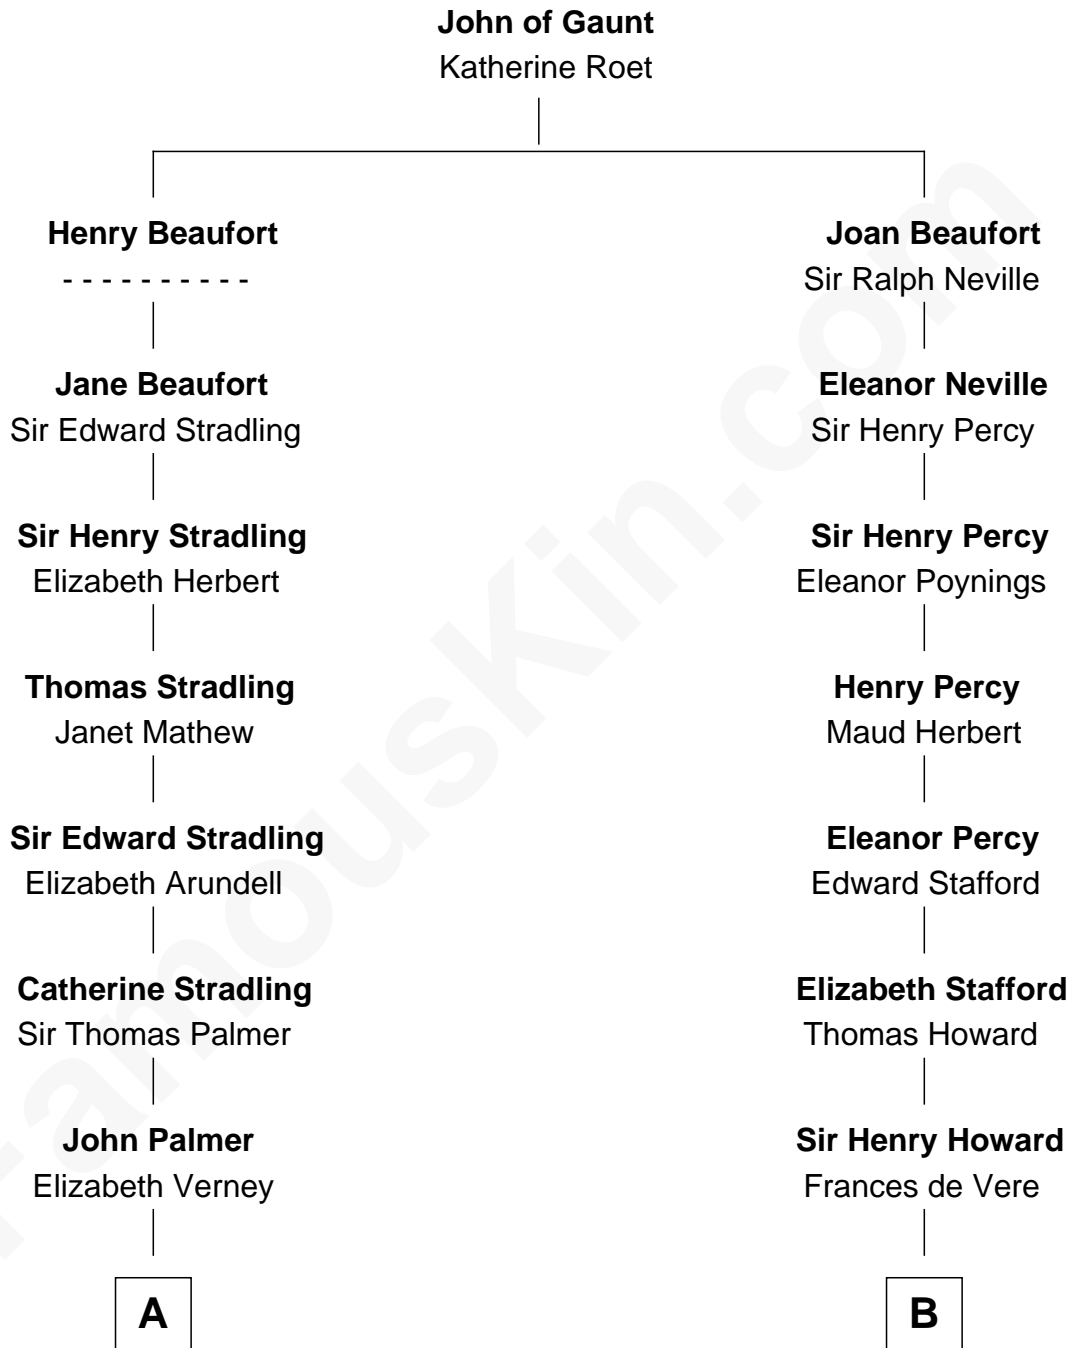 John of Gaunt
Katherine Roet
Henry Beaufort
- - - - - - - - - -
Jane Beaufort
Sir Edward Stradling
Sir Henry Stradling
Elizabeth Herbert
Thomas Stradling
Janet Mathew
Sir Edward Stradling
Elizabeth Arundell
Catherine Stradling
Sir Thomas Palmer
John Palmer
Elizabeth Verney
A
Joan Beaufort
Sir Ralph Neville
Eleanor Neville
Sir Henry Percy
Sir Henry Percy
Eleanor Poynings
Henry Percy
Maud Herbert
Eleanor Percy
Edward Stafford
Elizabeth Stafford
Thomas Howard
Sir Henry Howard
Frances de Vere
B
FamousKin.com